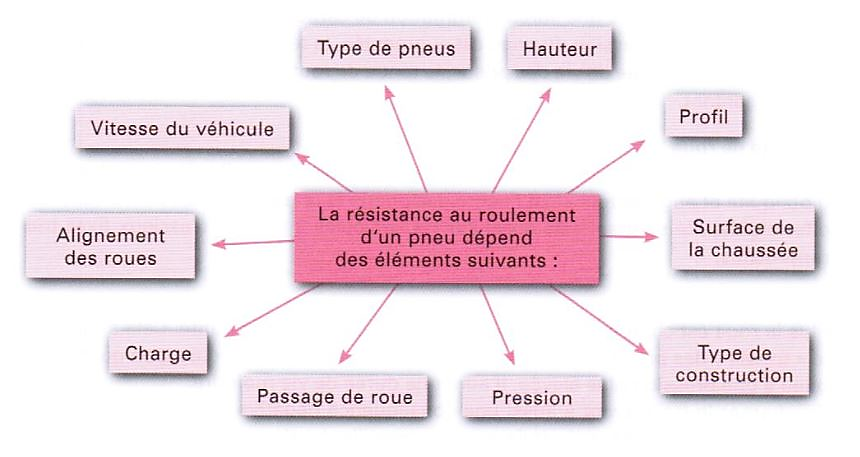 Type de pneus
Hauteur
Profil
Vitesse du véhicule
La résistance au roulement
d‘un pneu dépend
des éléments suivants :
Alignement
des roues
Surface de
la chaussée
Charge
Type de
construction
Passage de roue
Pression